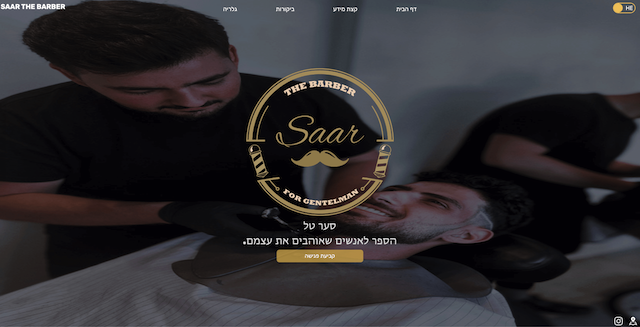 SAAR THE BARBER
דף הבית
קצת מידע
ביקורות
גלריה
HE
THE BARBER
Saar
FOR GENTELMAN
סער טל
הספר לאנשים שאוהבים את עצמם.
קביעת פגישה